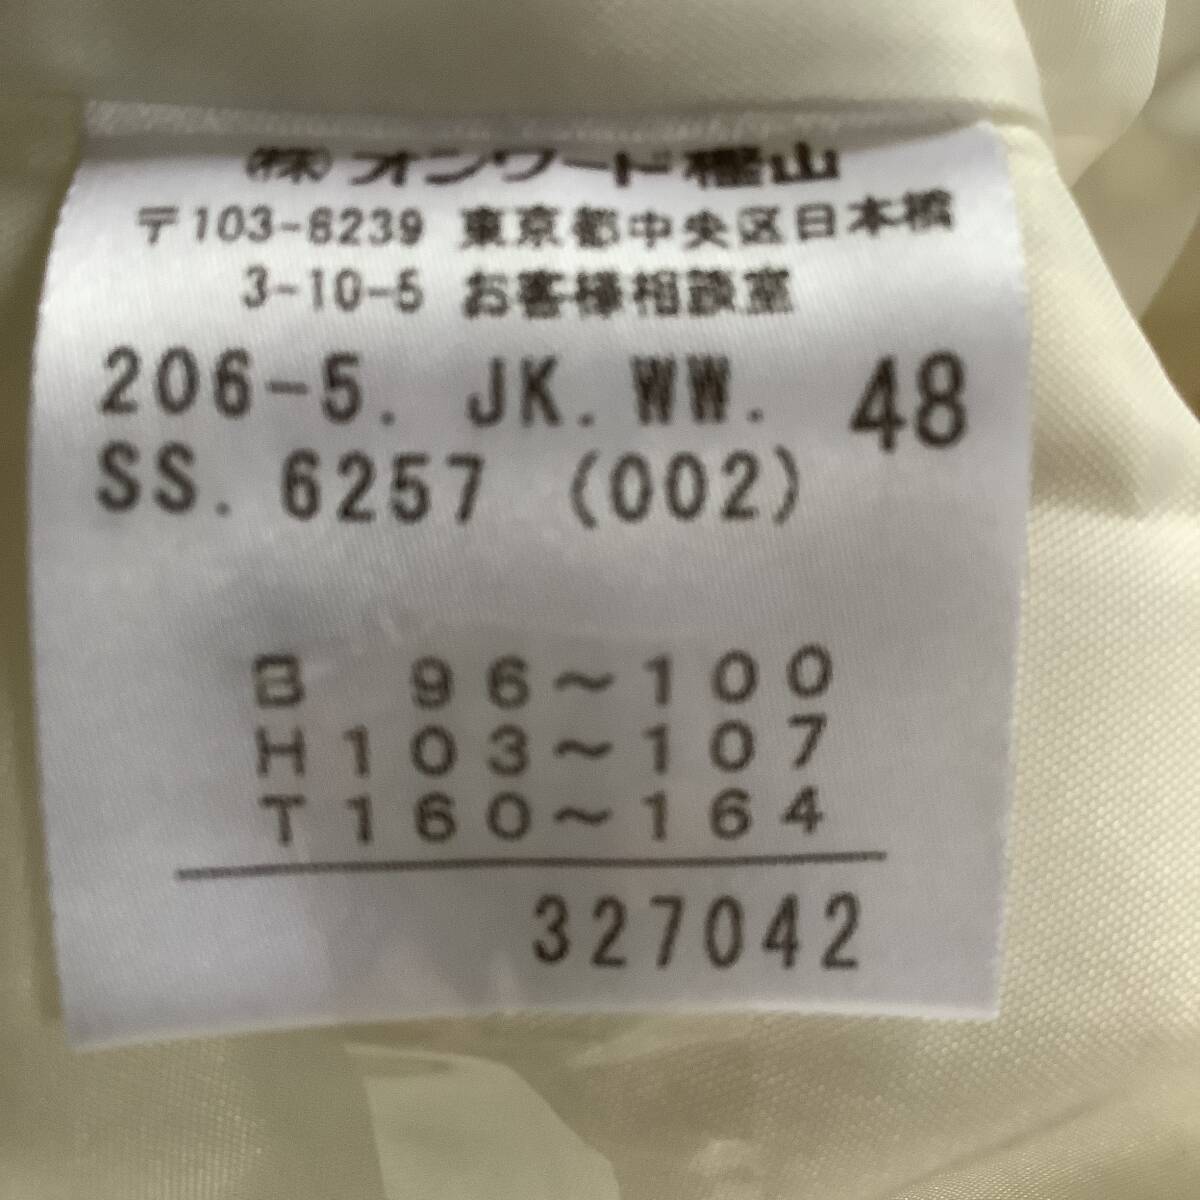 ㈱オンワード樫山
〒103-6239 東京都中央区日本橋
3-10-5 お客様相談室
206-5. JK. WW. 48
SS. 6257 (002)
B 96~100
H103~107
T160~164
327042